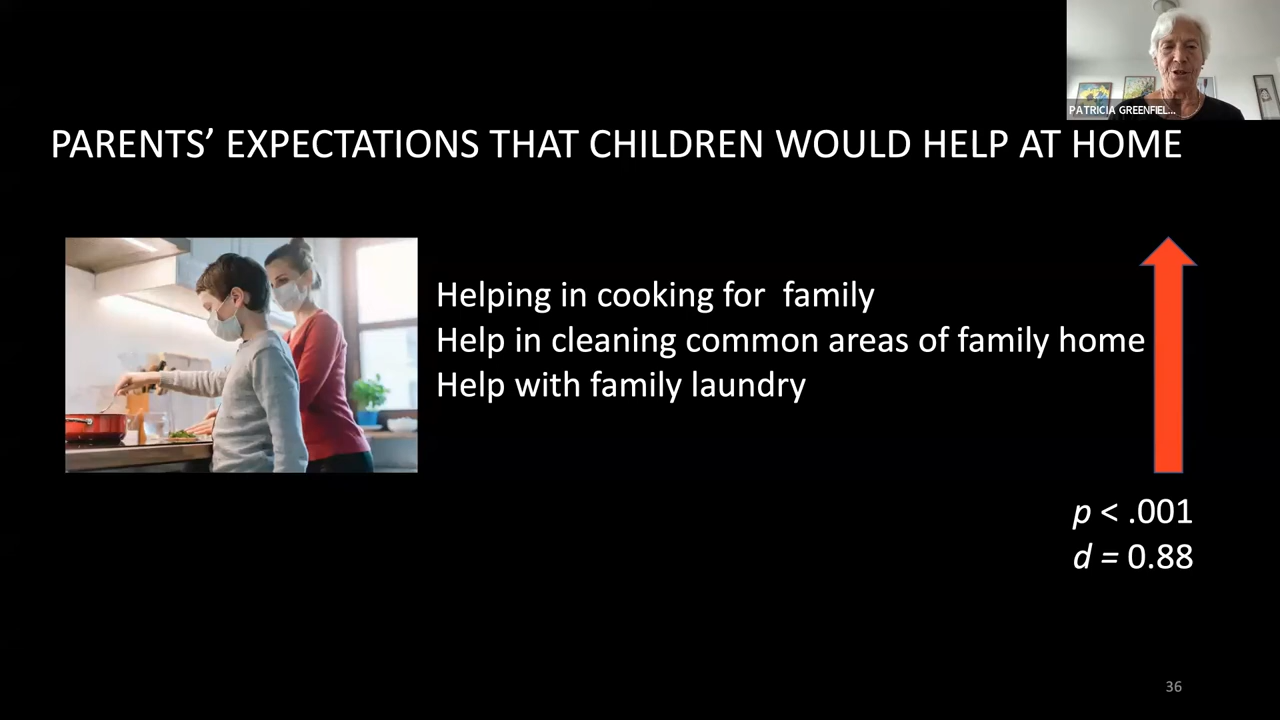 PATRICIA GREENFIEL...
PARENTS’ EXPECTATIONS THAT CHILDREN WOULD HELP AT HOME
Helping in cooking for  family
Help in cleaning common areas of family home
Help with family laundry
p < .001
d = 0.88
36